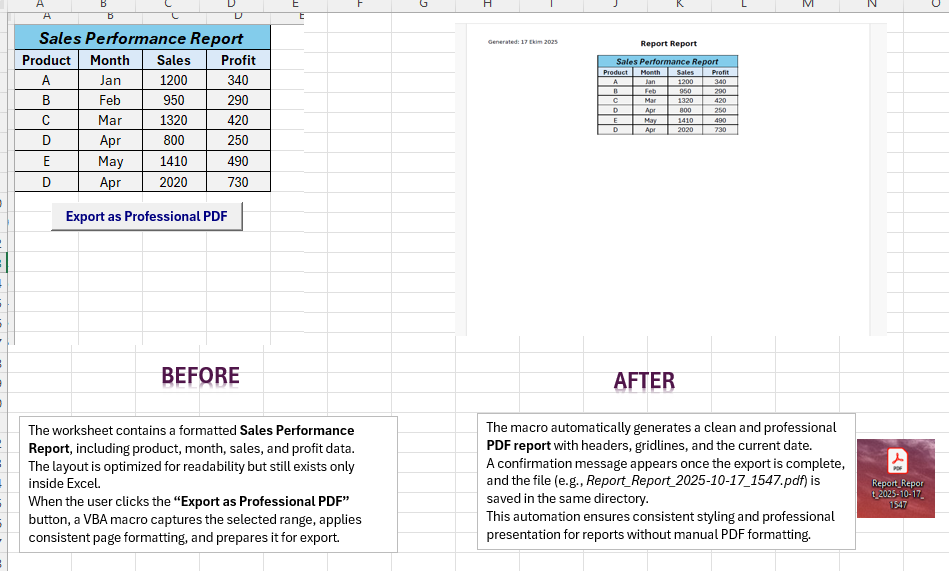 A B C D E F G H I J K L M N O
A B C D E
Sales Performance Report
Product Month Sales Profit
A Jan 1200 340
B Feb 950 290
C Mar 1320 420
D Apr 800 250
E May 1410 490
D Apr 2020 730
Export as Professional PDF
Generated: 17 Ekim 2025
Report Report
Sales Performance Report
Product Month Sales Profit
A Jan 1200 340
B Feb 950 290
C Mar 1320 420
D Apr 800 250
E May 1410 490
D Apr 2020 730
BEFORE
The worksheet contains a formatted Sales Performance
Report, including product, month, sales, and profit data.
The layout is optimized for readability but still exists only
inside Excel.
When the user clicks the “Export as Professional PDF”
button, a VBA macro captures the selected range, applies
consistent page formatting, and prepares it for export.
AFTER
The macro automatically generates a clean and professional
PDF report with headers, gridlines, and the current date.
A confirmation message appears once the export is complete,
and the file (e.g., Report_Report_2025-10-17_1547.pdf) is
saved in the same directory.
This automation ensures consistent styling and professional
presentation for reports without manual PDF formatting.
PDF
Report_Repor
t_2025-10-17_
1547